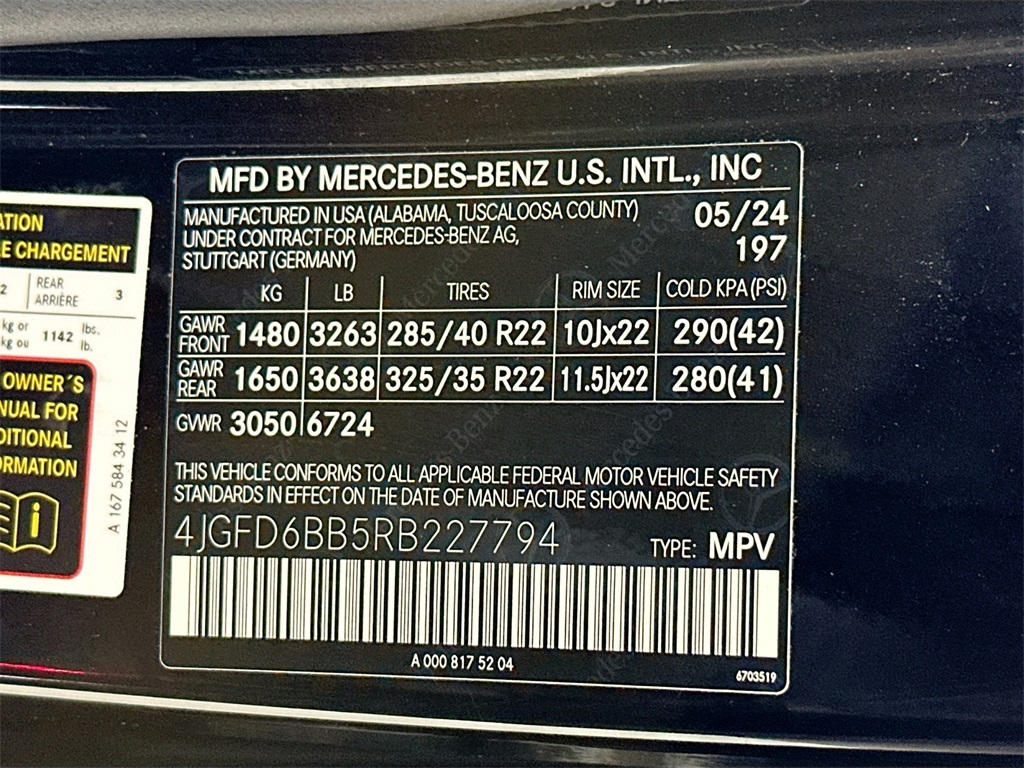 MFD BY MERCEDES-BENZ U.S. INTL., INC
MANUFACTURED IN USA (ALABAMA, TUSCALOOSA COUNTY) 05/24
UNDER CONTRACT FOR MERCEDES-BENZ AG, 197
STUTTGART (GERMANY)
KG LB TIRES RIM SIZE COLD KPA (PSI)
GAWR FRONT 1480 3263 285/40 R22 10Jx22 290(42)
GAWR REAR 1650 3638 325/35 R22 11.5Jx22 280(41)
GVWR 3050 6724
THIS VEHICLE CONFORMS TO ALL APPLICABLE FEDERAL MOTOR VEHICLE SAFETY
STANDARDS IN EFFECT ON THE DATE OF MANUFACTURE SHOWN ABOVE.
4JGFD6BB5RB227794 TYPE: MPV
A 000 817 52 04
6703519
ATION
E CHARGEMENT
2 REAR 3
ARRIÈRE
kg or 1142 lbs.
kg ou lb.
OWNER'S
NUAL FOR
DITIONAL
ORMATION
i
A 167 584 34 12